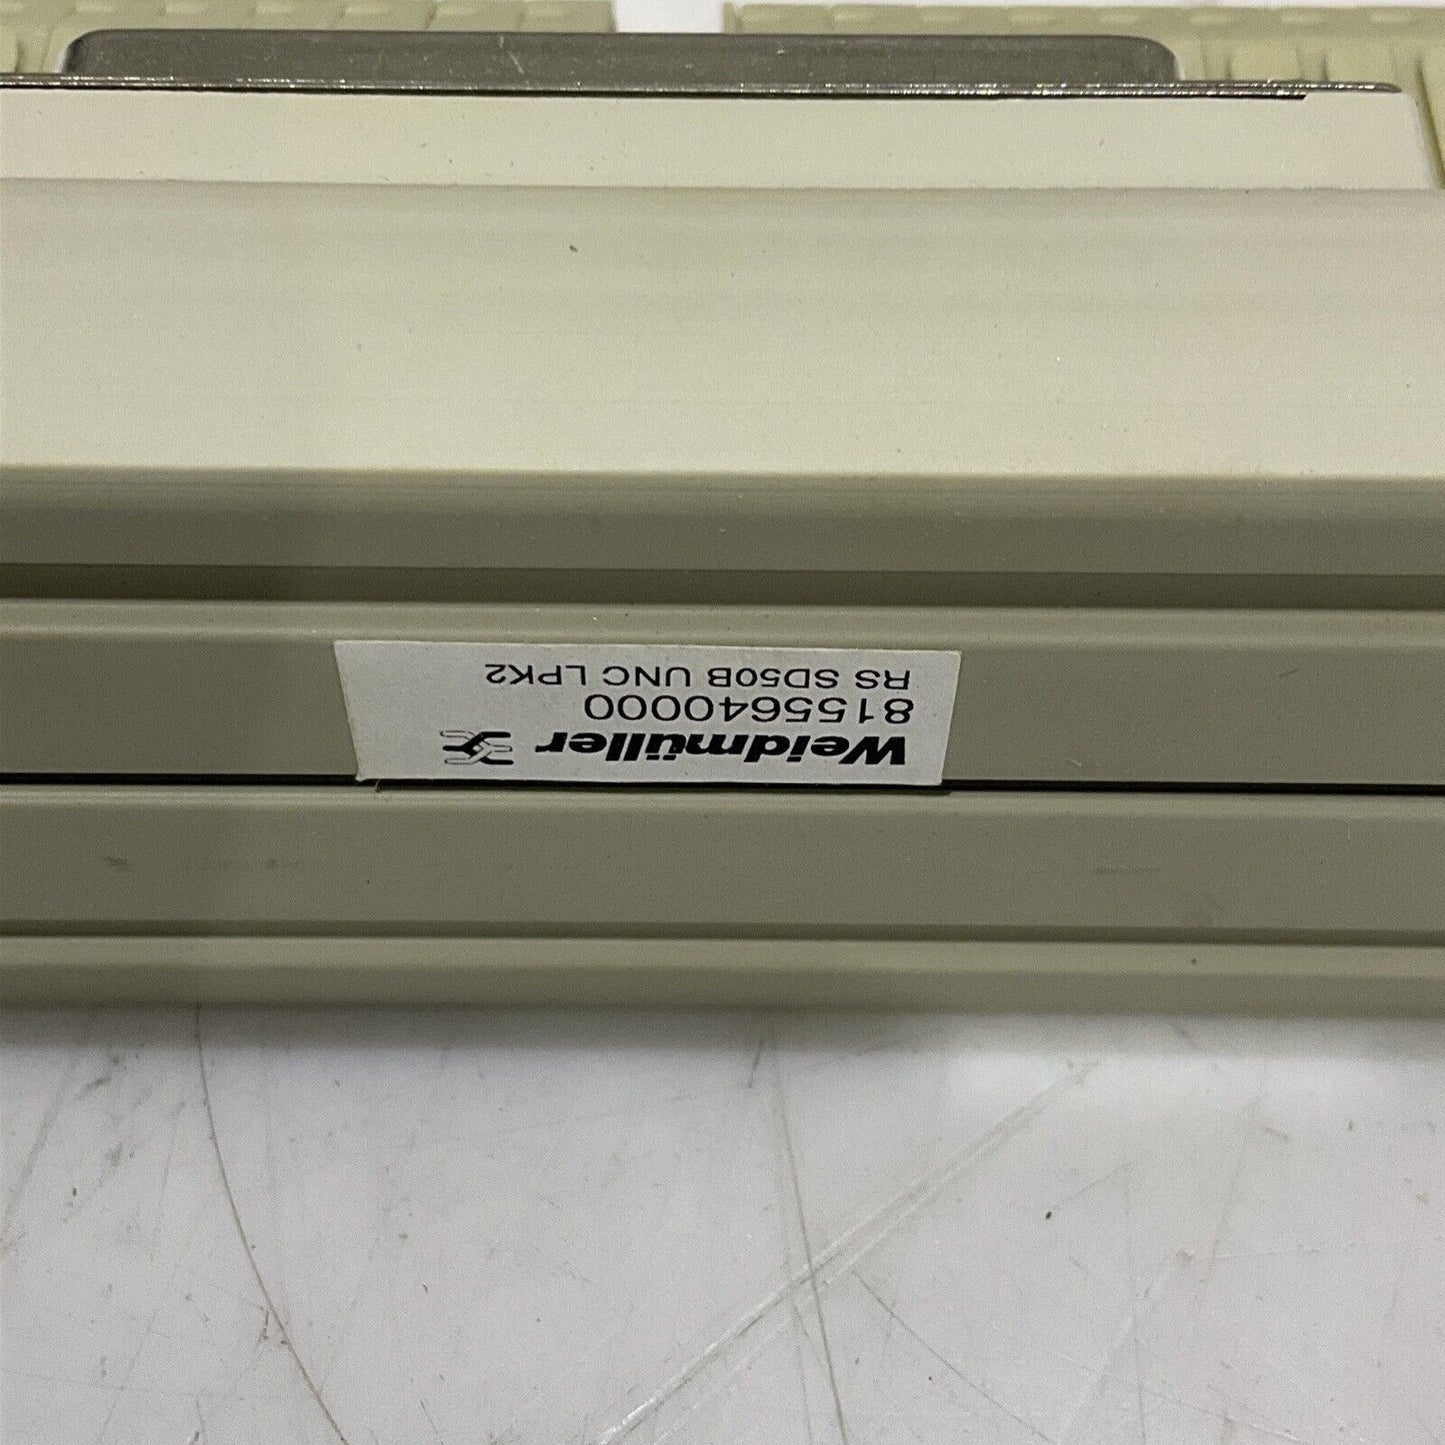 Weidmüller
8155640000
RS SD50B UNC LPK2